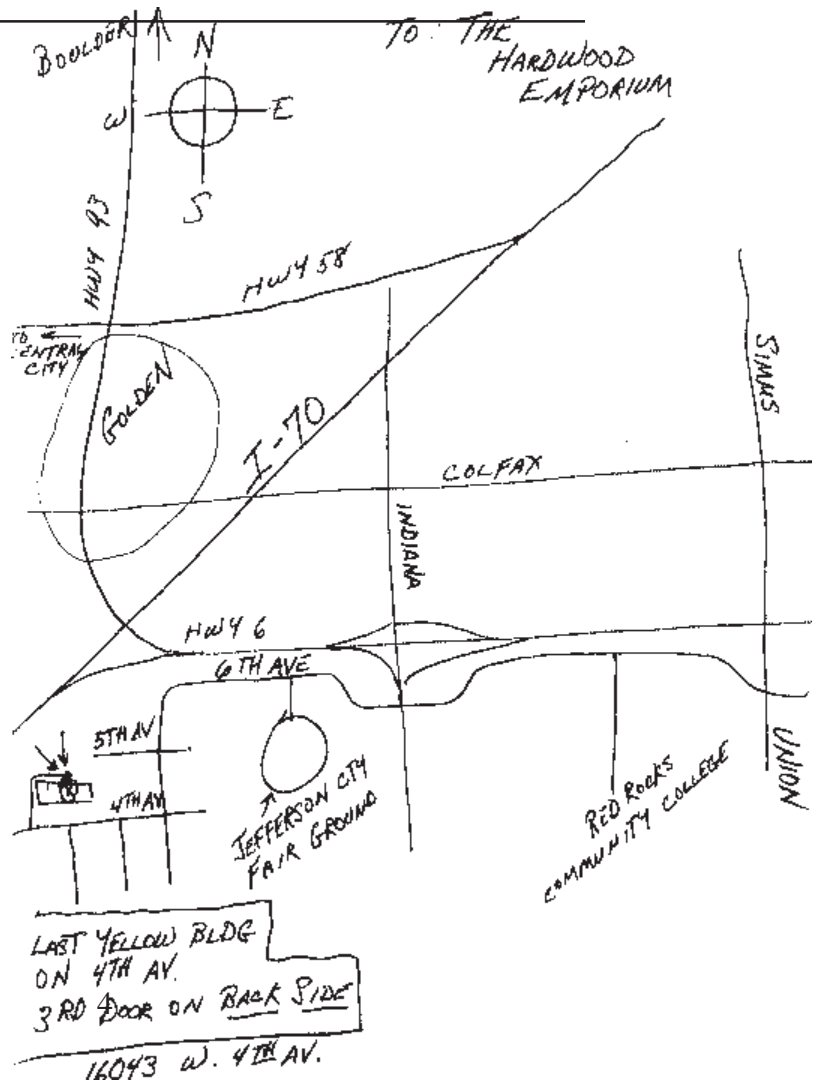 BOULDER
N
W
E
S
TO: THE
HARDWOOD
EMPORIUM
HWY 93
HWY 58
TO
CENTRAL
CITY
GOLDEN
I-70
SIMMS
COLFAX
INDIANA
HWY 6
6TH AVE
5TH AV
4TH AV
JEFFERSON CTY
FAIR GROUND
RED ROCKS
COMMUNITY COLLEGE
UNION
LAST YELLOW BLDG
ON 4TH AV.
3RD DOOR ON BACK SIDE
16043 W. 4TH AV.